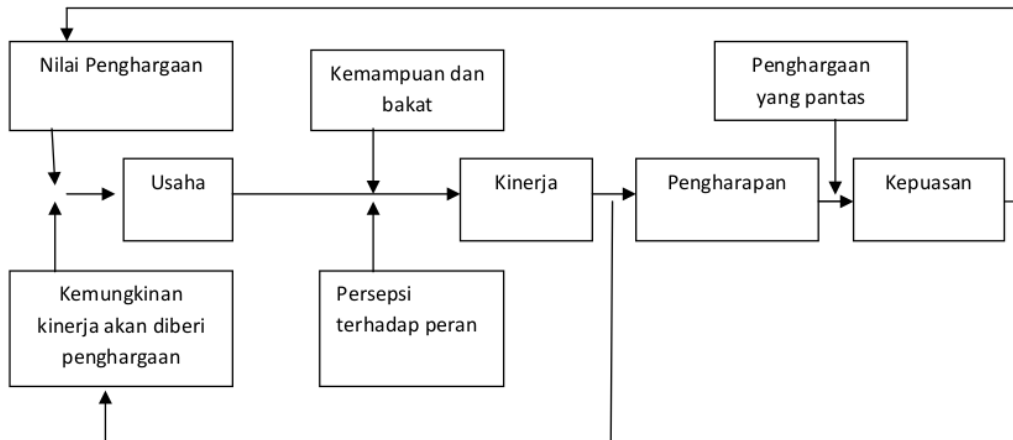 Nilai Penghargaan
Kemampuan dan
bakat
Penghargaan
yang pantas
Usaha
Kinerja
Pengharapan
Kepuasan
Kemungkinan
kinerja akan diberi
penghargaan
Persepsi
terhadap peran